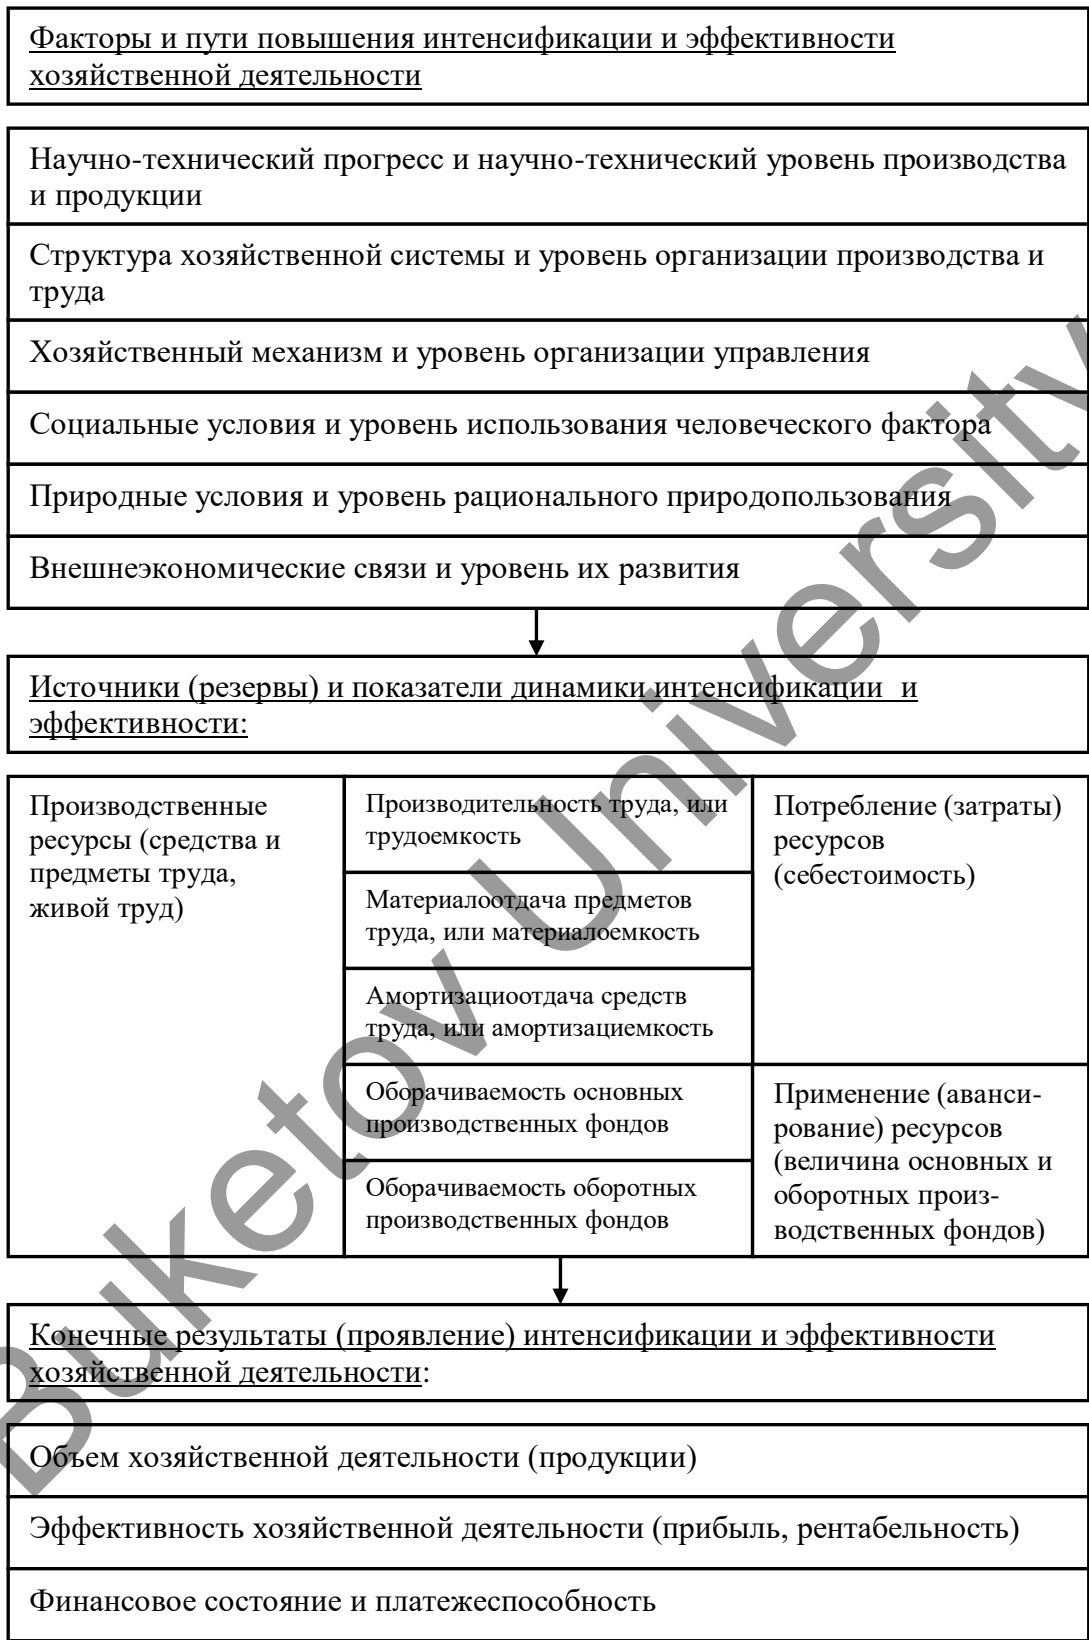 Факторы и пути повышения интенсификации и эффективности
хозяйственной деятельности
Научно-технический прогресс и научно-технический уровень производства
и продукции
Структура хозяйственной системы и уровень организации производства и
труда
Хозяйственный механизм и уровень организации управления
Социальные условия и уровень использования человеческого фактора
Природные условия и уровень рационального природопользования
Внешнеэкономические связи и уровень их развития
Источники (резервы) и показатели динамики интенсификации и
эффективности:
Производственные
ресурсы (средства и
предметы труда,
живой труд)
Производительность труда, или
трудоемкость
Материалоотдача предметов
труда, или материалоемкость
Амортизациоотдача средств
труда, или амортизациемкость
Оборачиваемость основных
производственных фондов
Оборачиваемость оборотных
производственных фондов
Потребление (затраты)
ресурсов
(себестоимость)
Применение (аванси-
рование) ресурсов
(величина основных и
оборотных произ-
водственных фондов)
Конечные результаты (проявление) интенсификации и эффективности
хозяйственной деятельности:
Объем хозяйственной деятельности (продукции)
Эффективность хозяйственной деятельности (прибыль, рентабельность)
Финансовое состояние и платежеспособность
Buketov University